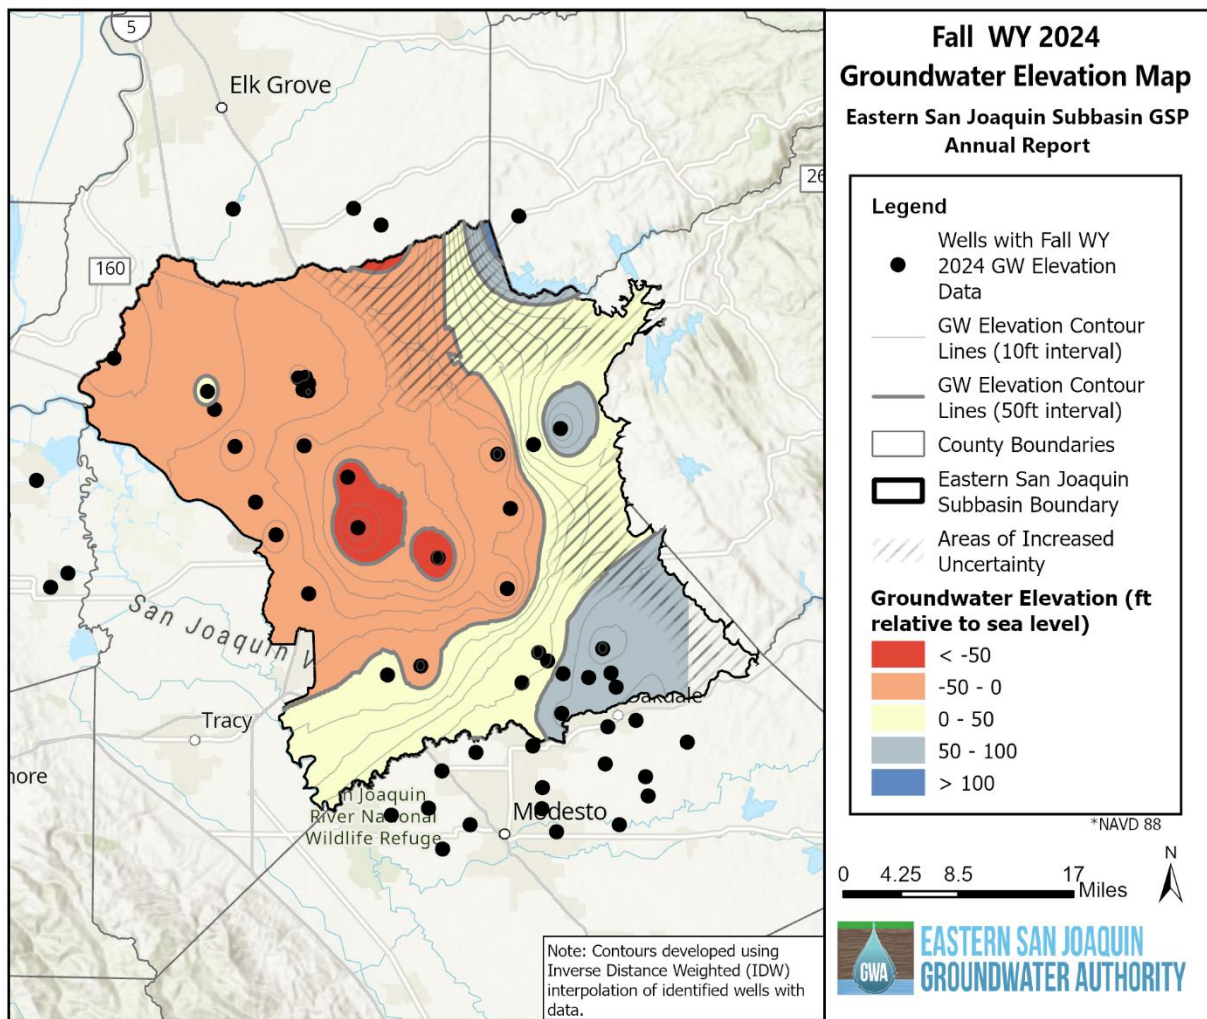 Fall WY 2024
Groundwater Elevation Map
Eastern San Joaquin Subbasin GSP
Annual Report
Legend
Wells with Fall WY
2024 GW Elevation
Data
GW Elevation Contour
Lines (10ft interval)
GW Elevation Contour
Lines (50ft interval)
County Boundaries
Eastern San Joaquin
Subbasin Boundary
Areas of Increased
Uncertainty
Groundwater Elevation (ft
relative to sea level)
< -50
-50 - 0
0 - 50
50 - 100
> 100
*NAVD 88
N
0 4.25 8.5 17
Miles
GWA
EASTERN SAN JOAQUIN
GROUNDWATER AUTHORITY
5
Elk Grove
26
160
San Joaquin V
Tracy
more
Oakdale
Modesto
n Joaquin
River National
Wildlife Refuge
Note: Contours developed using
Inverse Distance Weighted (IDW)
interpolation of identified wells with
data.